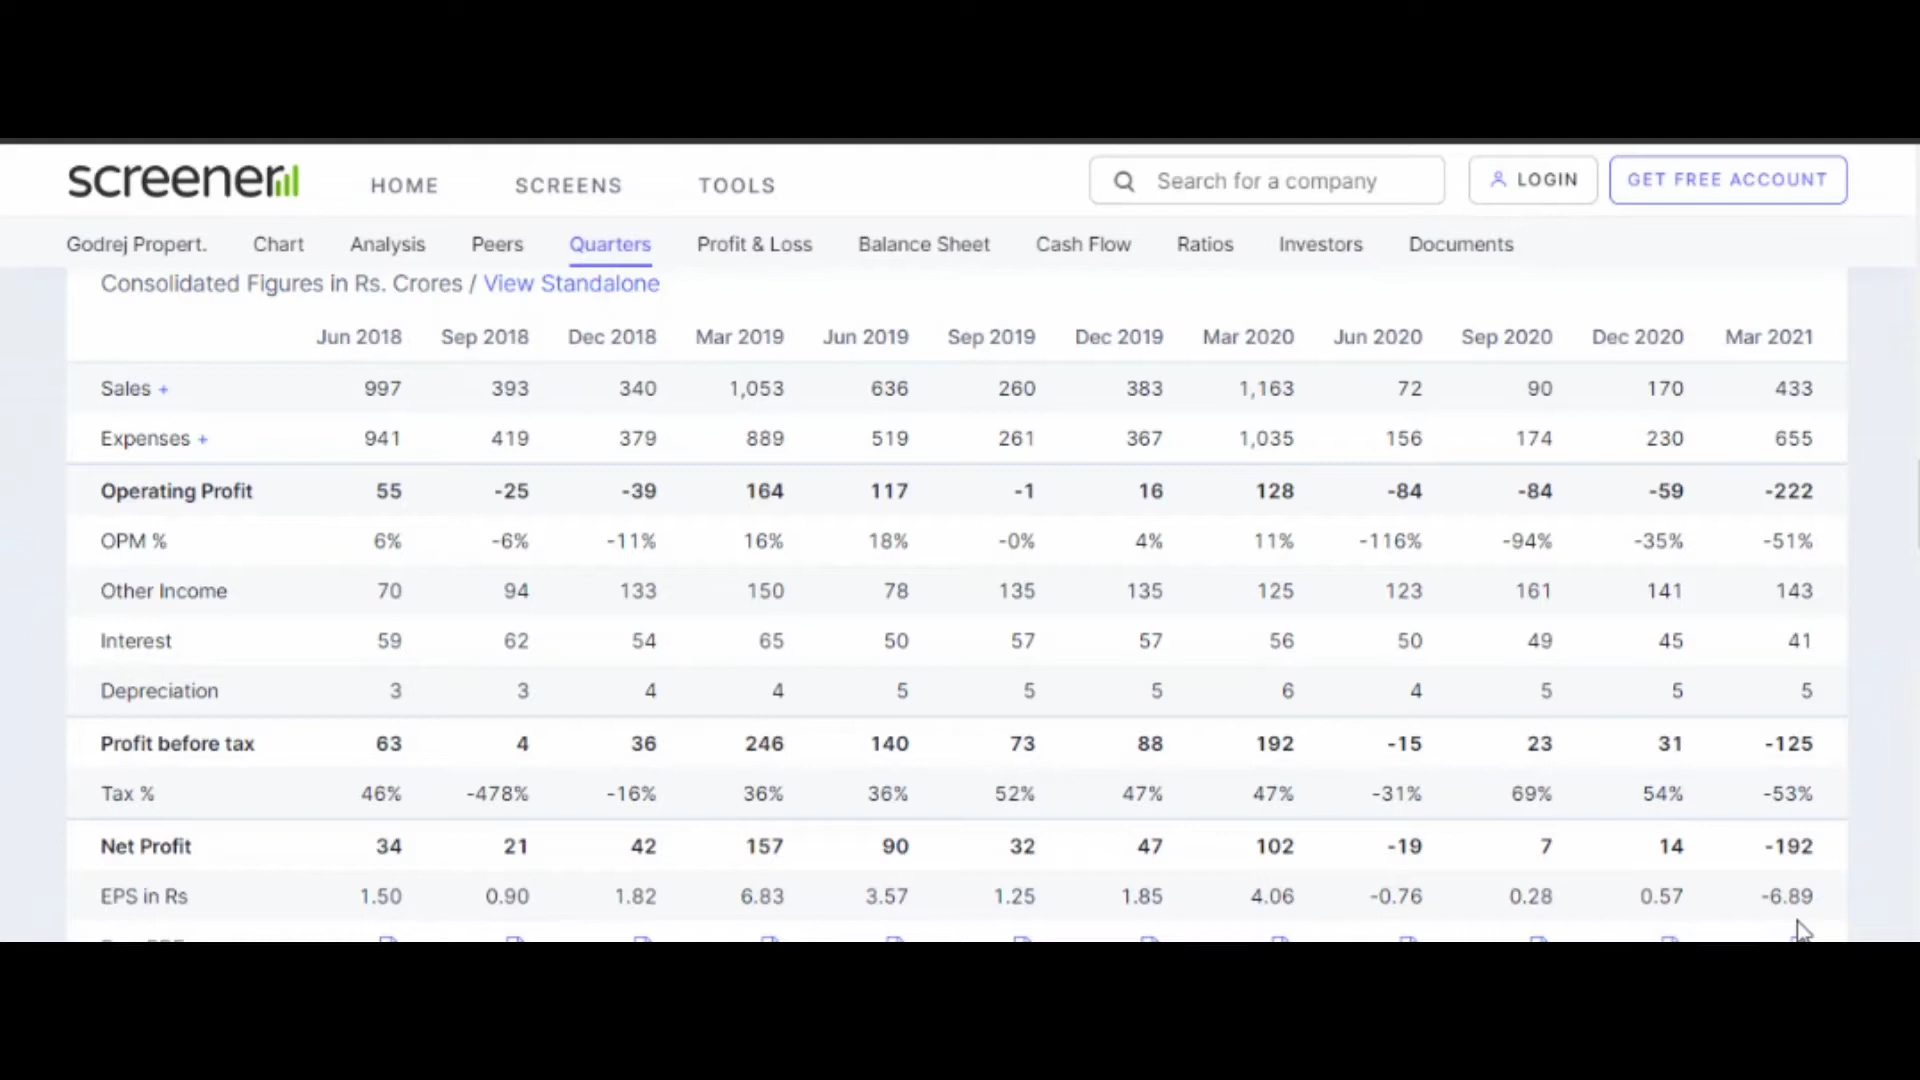 screener HOME SCREENS TOOLS Search for a company LOGIN GET FREE ACCOUNT
Godrej Propert. Chart Analysis Peers Quarters Profit & Loss Balance Sheet Cash Flow Ratios Investors Documents
Consolidated Figures in Rs. Crores / View Standalone
Jun 2018 Sep 2018 Dec 2018 Mar 2019 Jun 2019 Sep 2019 Dec 2019 Mar 2020 Jun 2020 Sep 2020 Dec 2020 Mar 2021
Sales + 997 393 340 1,053 636 260 383 1,163 72 90 170 433
Expenses + 941 419 379 889 519 261 367 1,035 156 174 230 655
Operating Profit 55 -25 -39 164 117 -1 16 128 -84 -84 -59 -222
OPM % 6% -6% -11% 16% 18% -0% 4% 11% -116% -94% -35% -51%
Other Income 70 94 133 150 78 135 135 125 123 161 141 143
Interest 59 62 54 65 50 57 57 56 50 49 45 41
Depreciation 3 3 4 4 5 5 5 6 4 5 5 5
Profit before tax 63 4 36 246 140 73 88 192 -15 23 31 -125
Tax % 46% -478% -16% 36% 36% 52% 47% 47% -31% 69% 54% -53%
Net Profit 34 21 42 157 90 32 47 102 -19 7 14 -192
EPS in Rs 1.50 0.90 1.82 6.83 3.57 1.25 1.85 4.06 -0.76 0.28 0.57 -6.89